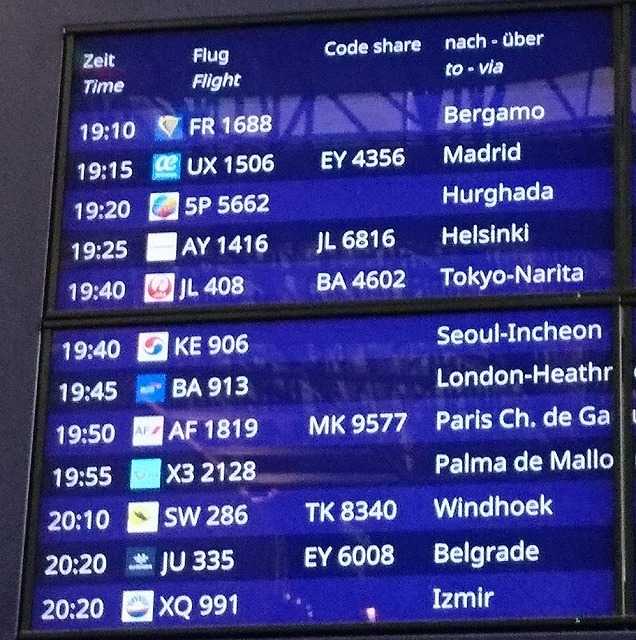 Zeit Flug Code share nach - über
Time Flight to - via
19:10 FR 1688 Bergamo
19:15 UX 1506 EY 4356 Madrid
19:20 5P 5662 Hurghada
19:25 AY 1416 JL 6816 Helsinki
19:40 JL 408 BA 4602 Tokyo-Narita
19:40 KE 906 Seoul-Incheon
19:45 BA 913 London-Heathr
19:50 AF 1819 MK 9577 Paris Ch. de Ga
19:55 X3 2128 Palma de Mallo
20:10 SW 286 TK 8340 Windhoek
20:20 JU 335 EY 6008 Belgrade
20:20 XQ 991 Izmir